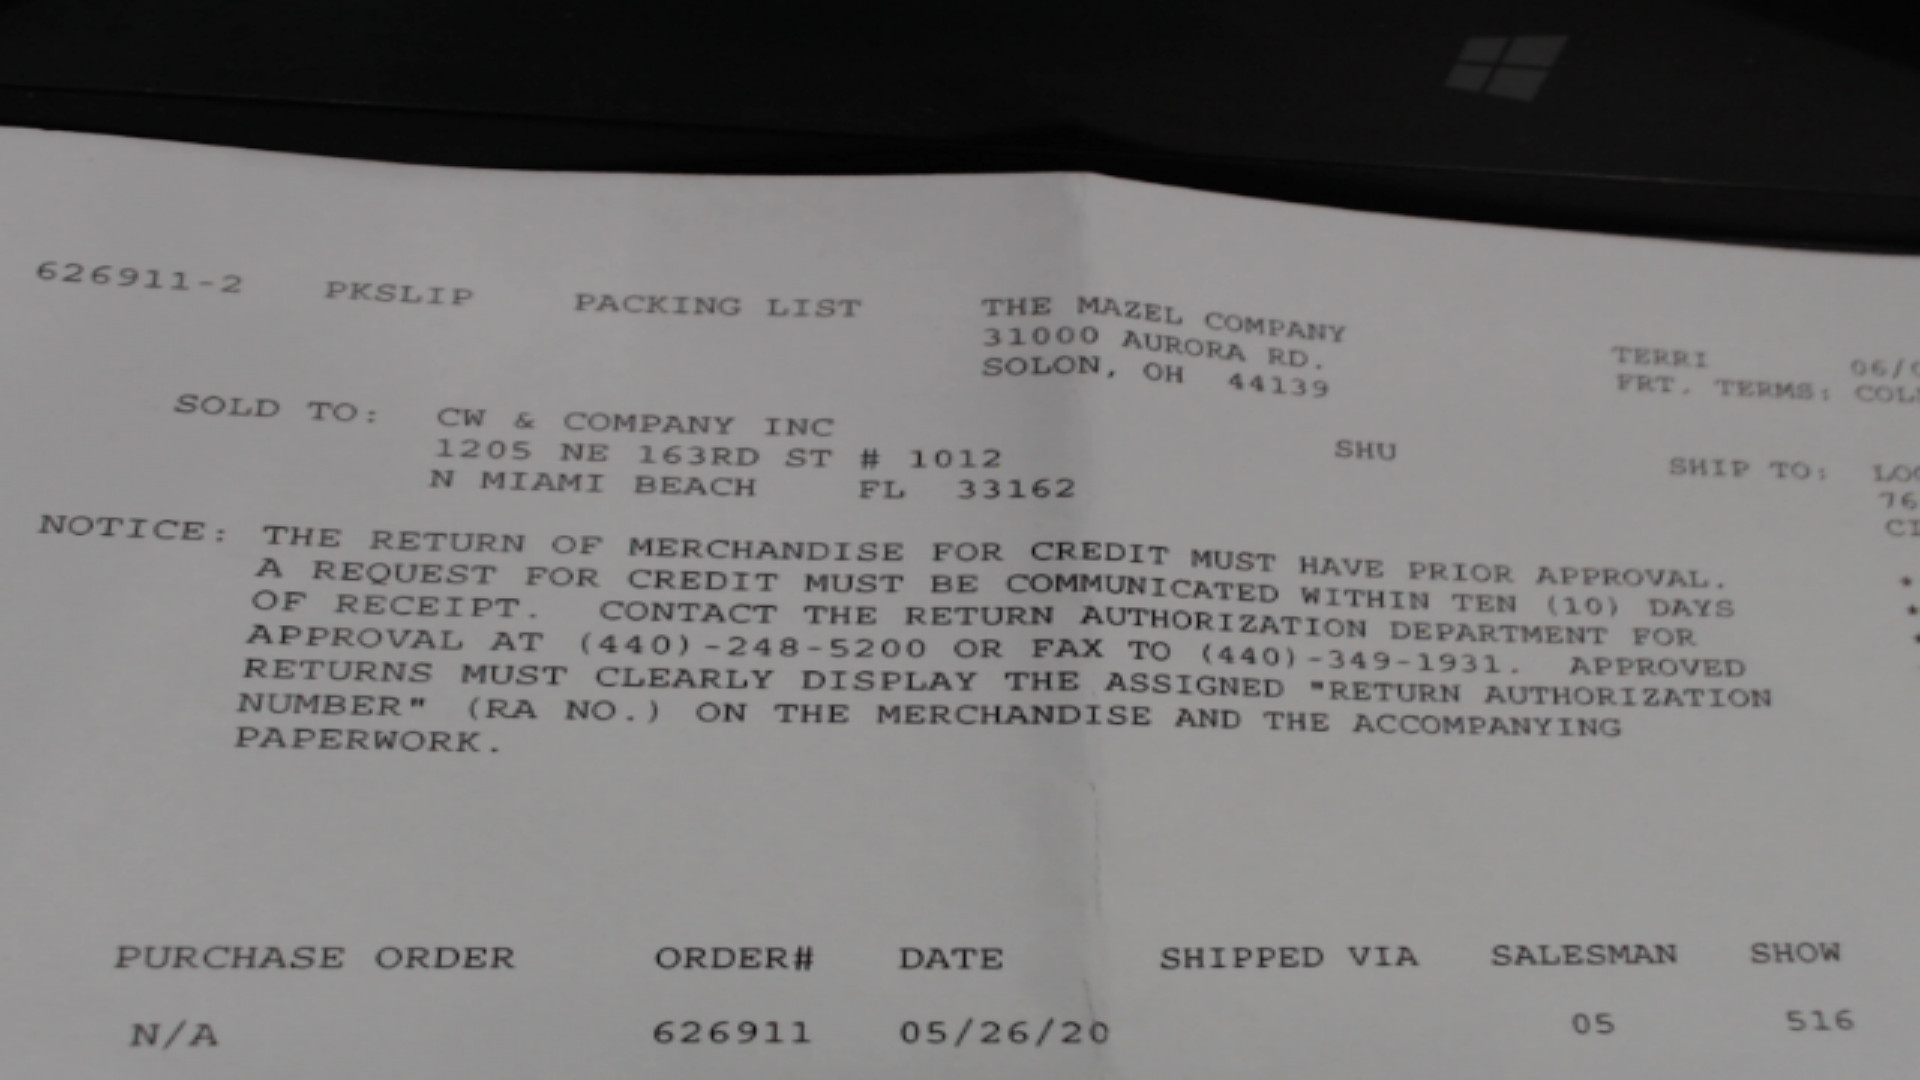 626911-2 PKSLIP PACKING LIST THE MAZEL COMPANY
31000 AURORA RD.
SOLON, OH 44139
TERRI 06/
FRT. TERMS: COL
SOLD TO: CW & COMPANY INC
1205 NE 163RD ST # 1012
N MIAMI BEACH FL 33162
SHU
SHIP TO: LO
76
CI
NOTICE: THE RETURN OF MERCHANDISE FOR CREDIT MUST HAVE PRIOR APPROVAL.
A REQUEST FOR CREDIT MUST BE COMMUNICATED WITHIN TEN (10) DAYS
OF RECEIPT. CONTACT THE RETURN AUTHORIZATION DEPARTMENT FOR
APPROVAL AT (440)-248-5200 OR FAX TO (440)-349-1931. APPROVED
RETURNS MUST CLEARLY DISPLAY THE ASSIGNED "RETURN AUTHORIZATION
NUMBER" (RA NO.) ON THE MERCHANDISE AND THE ACCOMPANYING
PAPERWORK.
PURCHASE ORDER ORDER# DATE SHIPPED VIA SALESMAN SHOW
N/A 626911 05/26/20 05 516